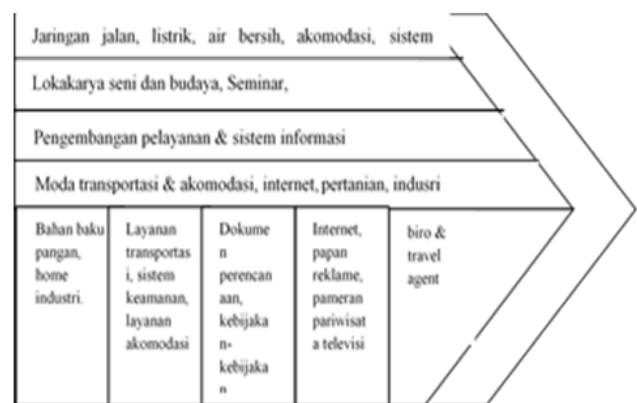 Jaringan jalan, listrik, air bersih, akomodasi, sistem
Lokakarya seni dan budaya, Seminar,
Pengembangan pelayanan & sistem informasi
Moda transportasi & akomodasi, internet, pertanian, indusri
Bahan baku
pangan,
home
industri.
Layanan
transportas
i, sistem
keamanan,
layanan
akomodasi
Dokume
n
perencan
aan,
kebijaka
n-
kebijaka
n
Internet,
papan
reklame,
pameran
pariwisat
a televisi
biro &
travel
agent